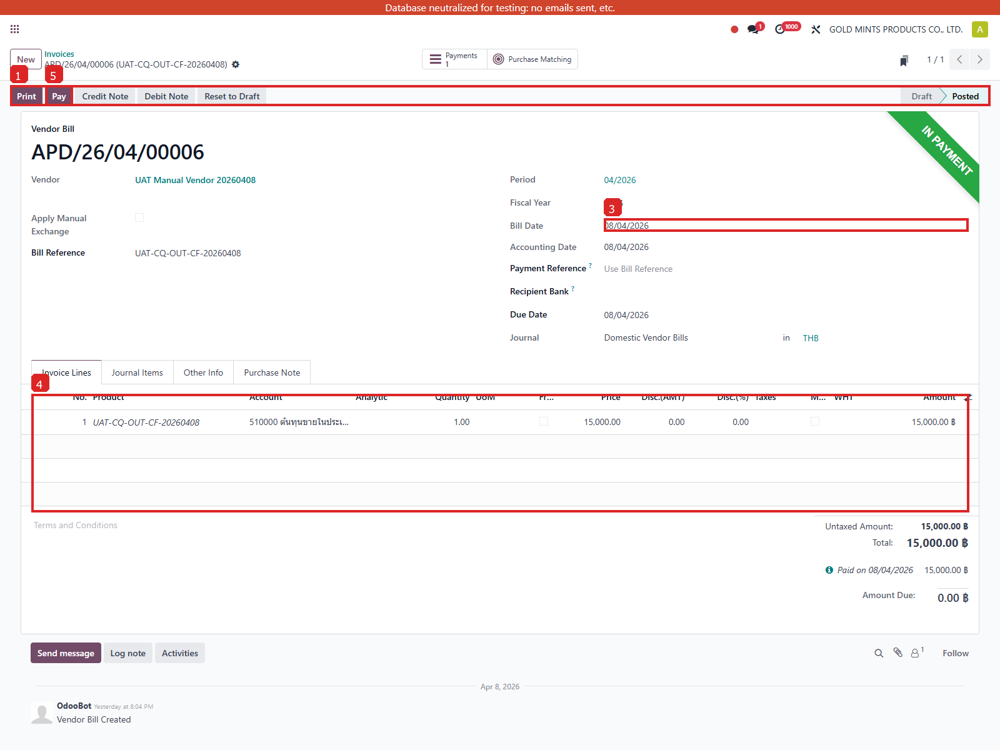 Database neutralized for testing: no emails sent, etc.
1
1000
GOLD MINTS PRODUCTS CO., LTD.
A
New
Invoices
APD/26/04/00006 (UAT-CQ-OUT-CF-20260408)
Payments
1
Purchase Matching
1 / 1
1
5
Print
Pay
Credit Note
Debit Note
Reset to Draft
Draft
Posted
IN PAYMENT
Vendor Bill
APD/26/04/00006
Vendor
UAT Manual Vendor 20260408
Apply Manual Exchange
Bill Reference
UAT-CQ-OUT-CF-20260408
Period
04/2026
Fiscal Year
3
Bill Date
08/04/2026
Accounting Date
08/04/2026
Payment Reference ?
Use Bill Reference
Recipient Bank ?
Due Date
08/04/2026
Journal
Domestic Vendor Bills
in
THB
Invoice Lines
Journal Items
Other Info
Purchase Note
4
No. Product Account Analytic Quantity UoM Fr... Price Disc.(AMT) Disc.(%) Taxes M... WHT Amount
1 UAT-CQ-OUT-CF-20260408 510000 ต้นทุนขายในประเ... 1.00 15,000.00 0.00 0.00 15,000.00 ฿
Terms and Conditions
Untaxed Amount: 15,000.00 ฿
Total: 15,000.00 ฿
Paid on 08/04/2026 15,000.00 ฿
Amount Due: 0.00 ฿
Send message
Log note
Activities
1
Follow
Apr 8, 2026
OdooBot Yesterday at 8:04 PM
Vendor Bill Created